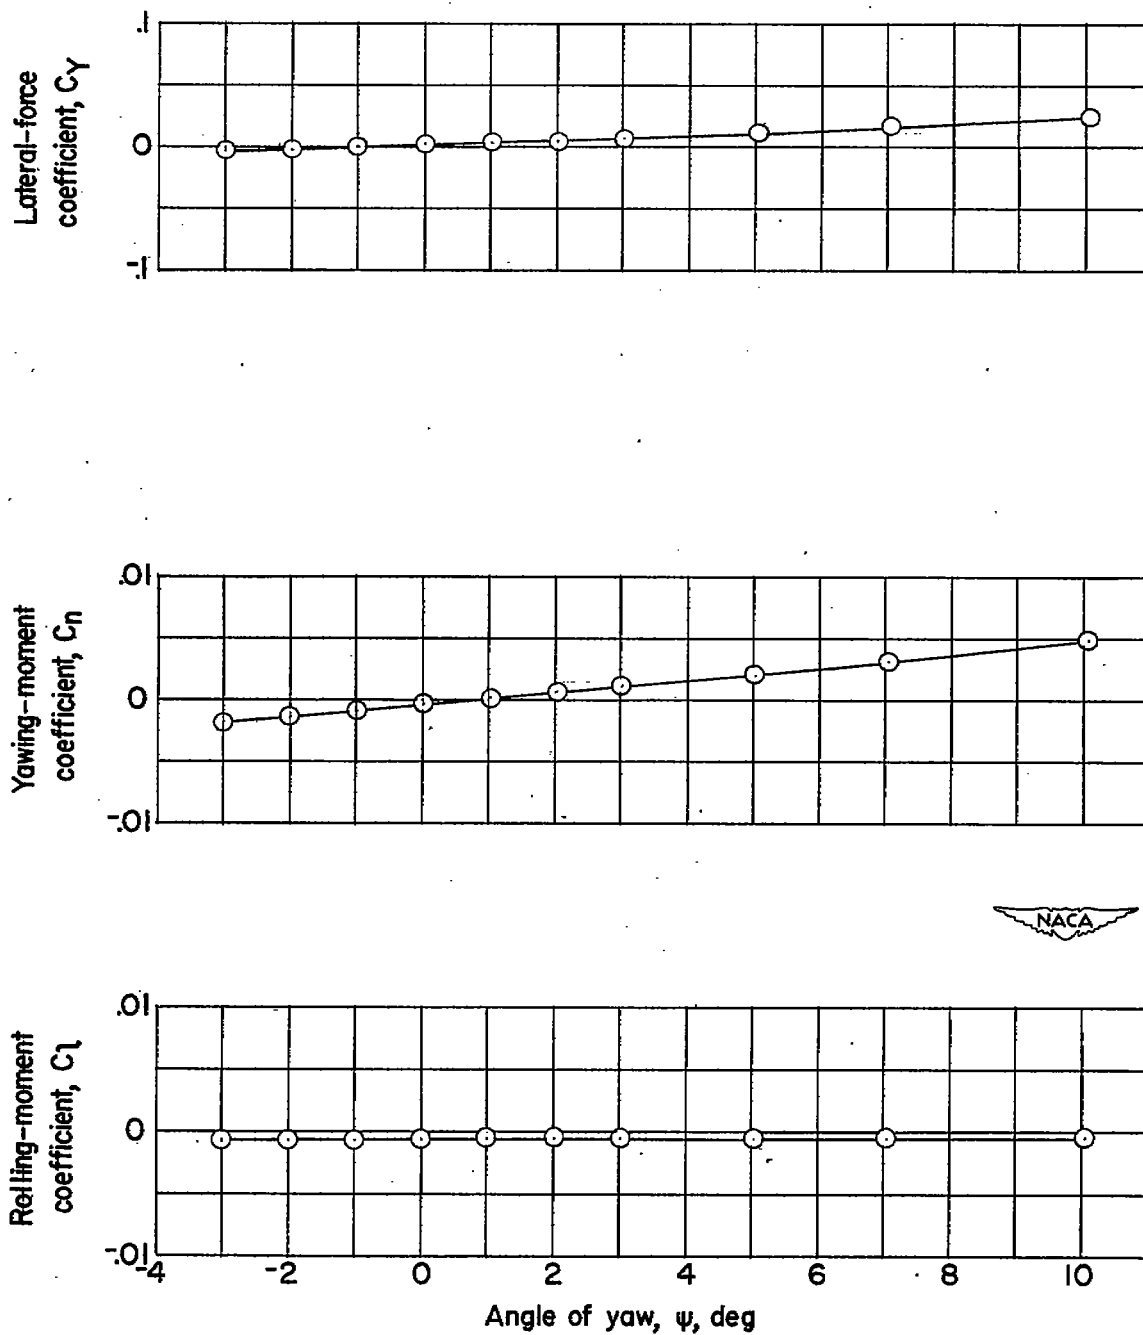 .1
Lateral-force
coefficient, CY
0
-.1
.01
Yawing-moment
coefficient, Cn
0
-.01
NACA
.01
Rolling-moment
coefficient, Cl
0
-.01
-4 -2 0 2 4 6 8 10
Angle of yaw, ψ, deg